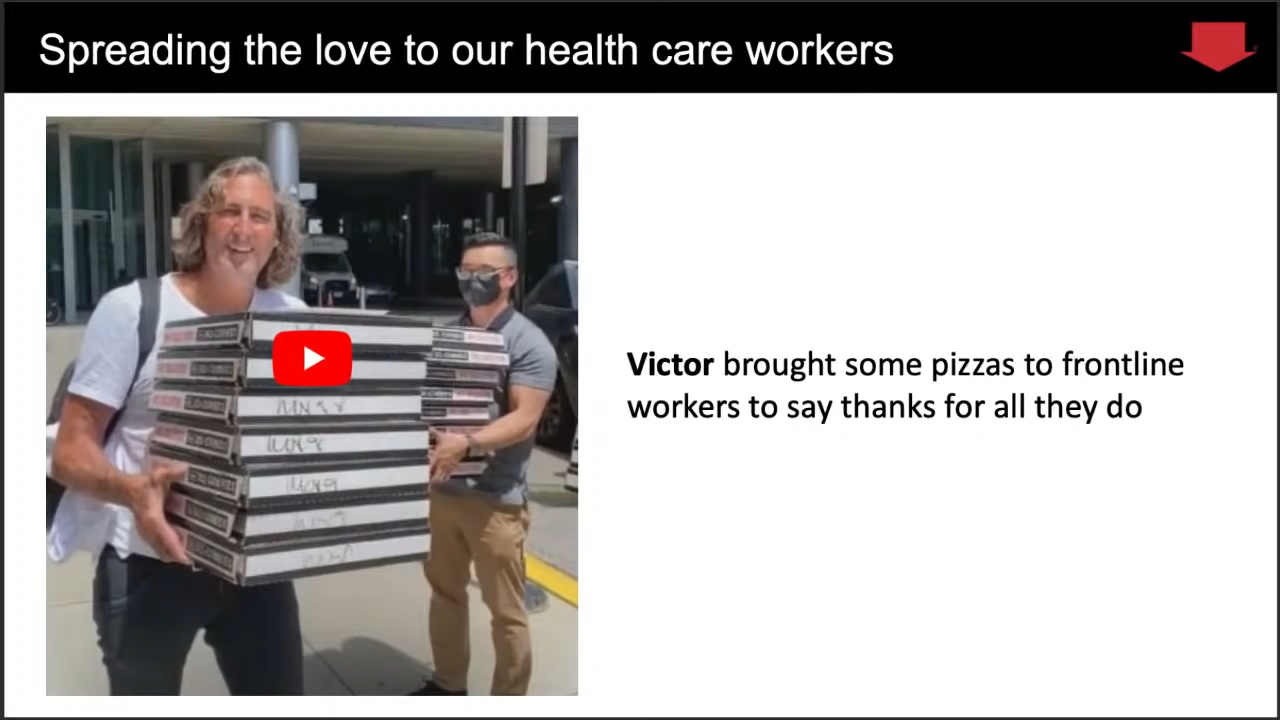 Spreading the love to our health care workers
Victor brought some pizzas to frontline
workers to say thanks for all they do